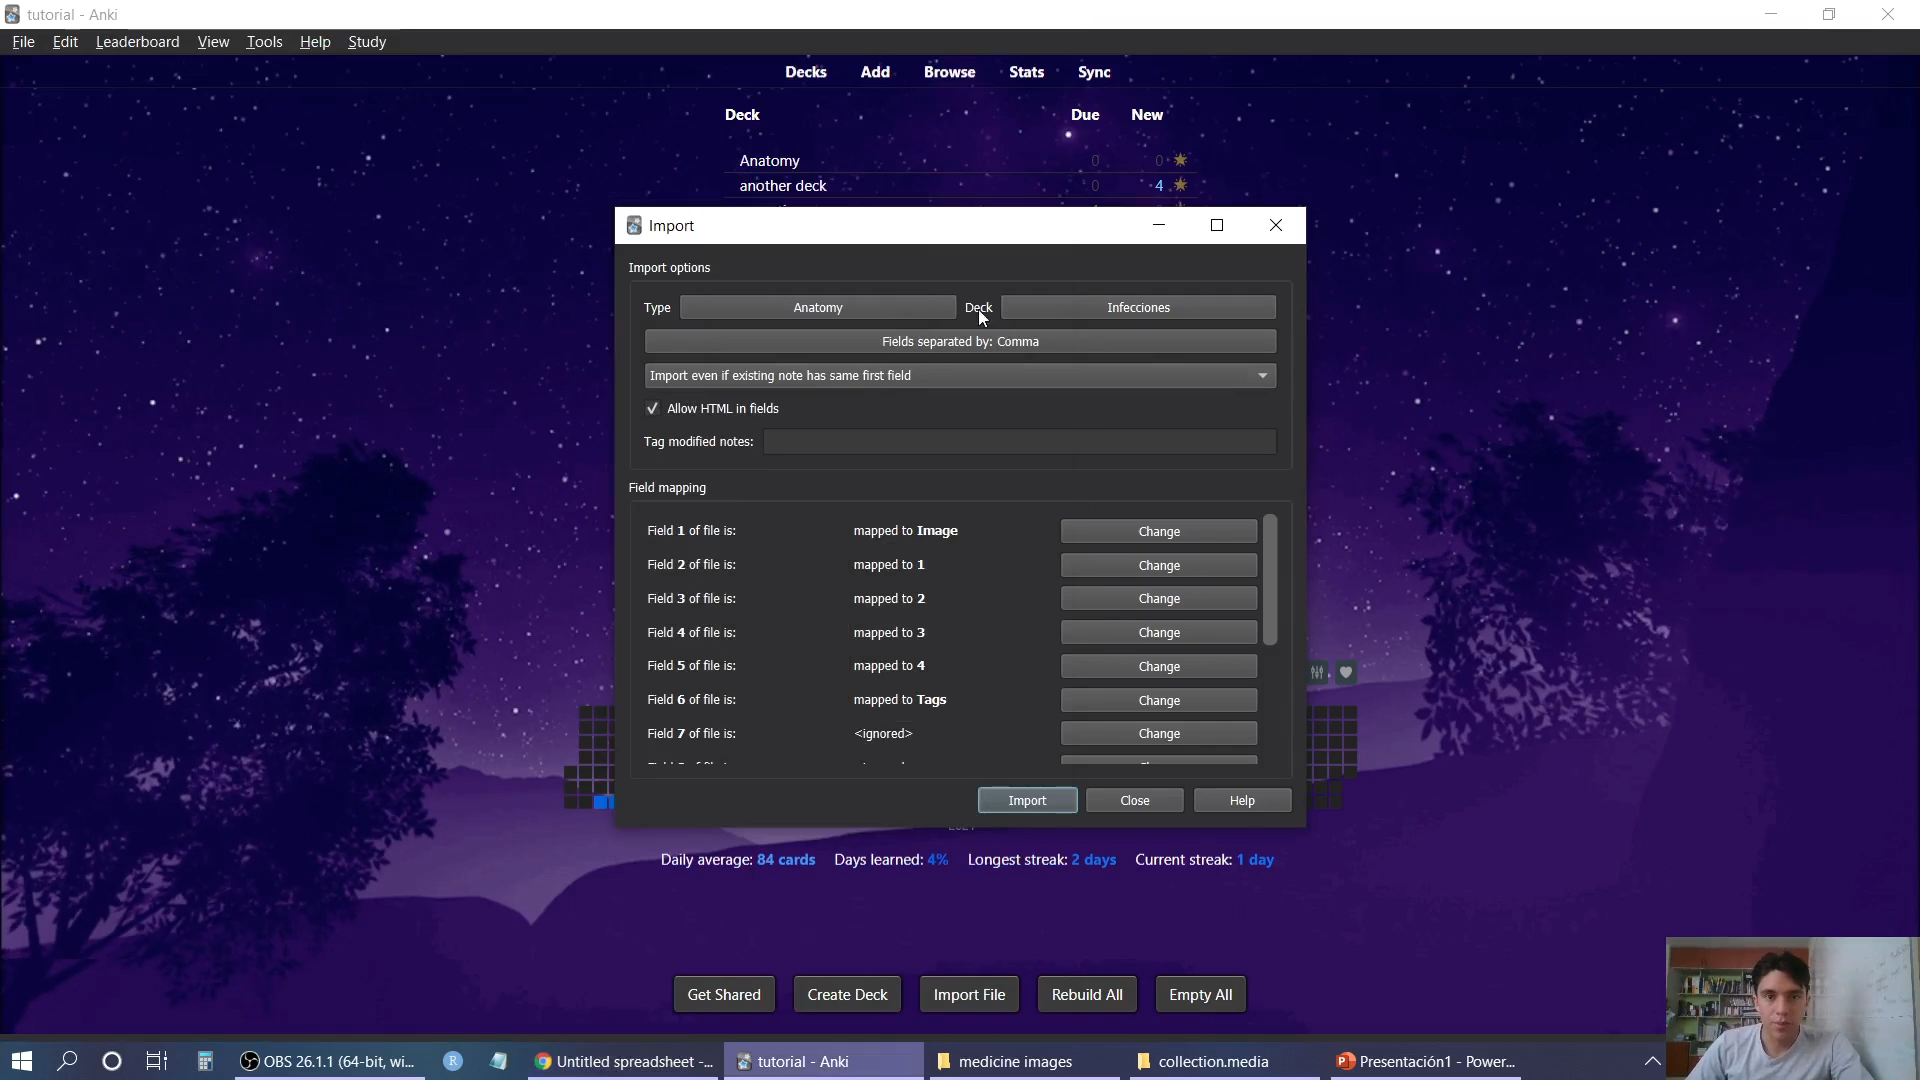 tutorial - Anki
File Edit Leaderboard View Tools Help Study
Decks Add Browse Stats Sync
Deck Due New
Anatomy 0 0
another deck 0 4
Import
Import options
Type Anatomy Deck Infecciones
Fields separated by: Comma
Import even if existing note has same first field
Allow HTML in fields
Tag modified notes:
Field mapping
Field 1 of file is: mapped to Image Change
Field 2 of file is: mapped to 1 Change
Field 3 of file is: mapped to 2 Change
Field 4 of file is: mapped to 3 Change
Field 5 of file is: mapped to 4 Change
Field 6 of file is: mapped to Tags Change
Field 7 of file is: <ignored> Change
Import Close Help
Daily average: 84 cards Days learned: 4% Longest streak: 2 days Current streak: 1 day
Get Shared Create Deck Import File Rebuild All Empty All
OBS 26.1.1 (64-bit, wi... R Untitled spreadsheet -... tutorial - Anki medicine images collection.media Presentación1 - Power...